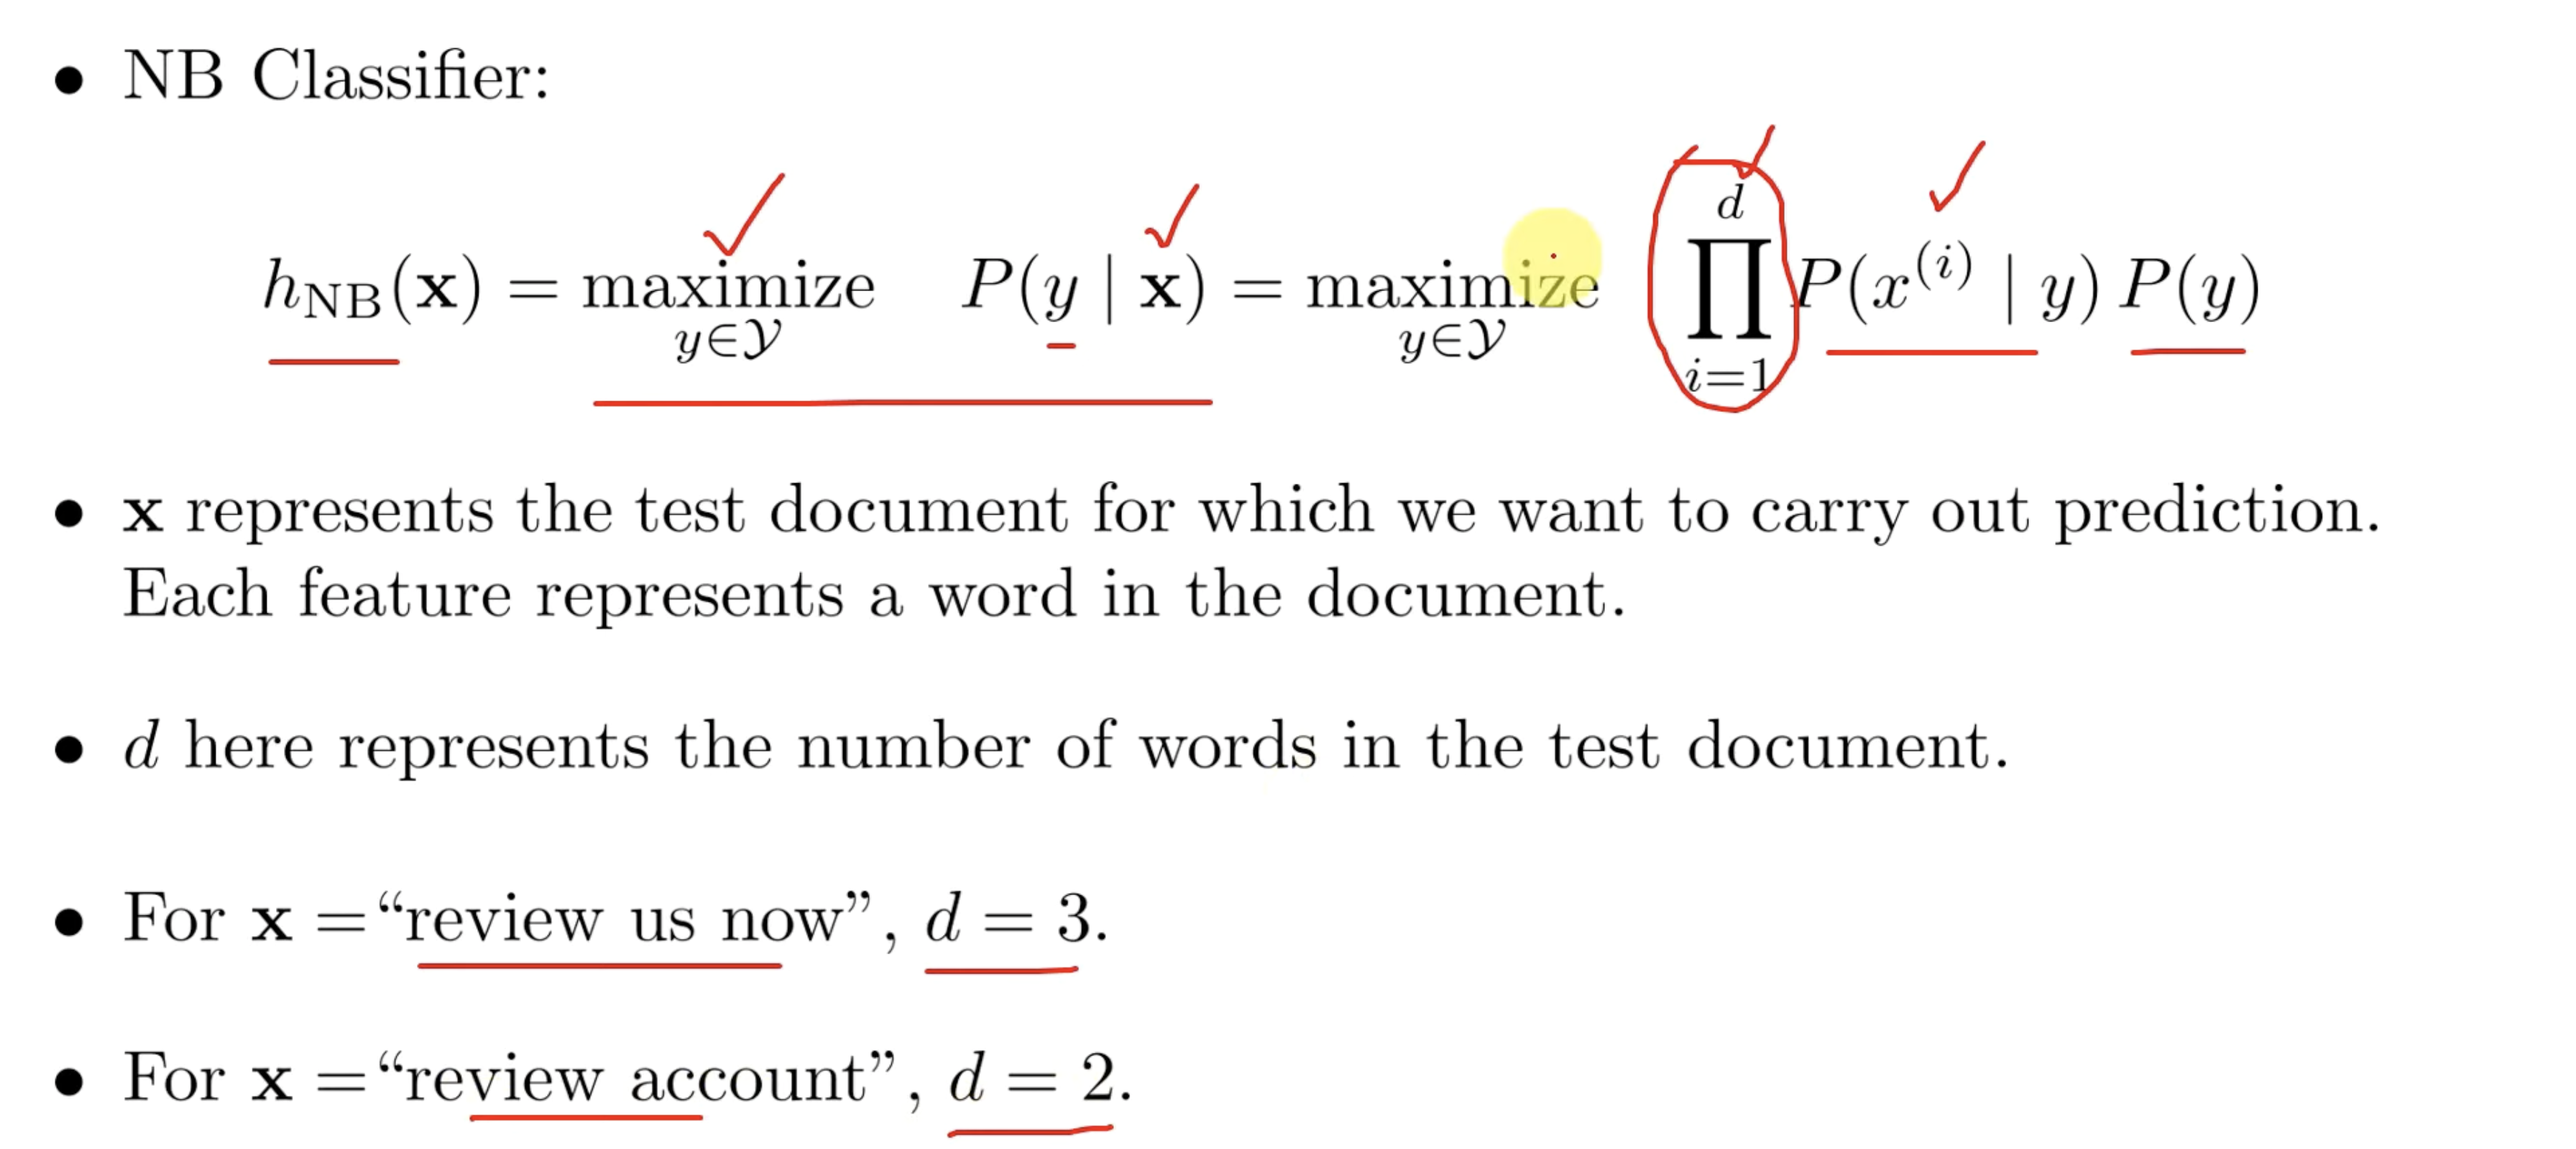 • NB Classifier:
h_NB(𝐱) = maximize_{y∈𝒴} P(y | 𝐱) = maximize_{y∈𝒴} ∏_{i=1}^{d} P(x^{(i)} | y) P(y)
• 𝐱 represents the test document for which we want to carry out prediction.
Each feature represents a word in the document.
• d here represents the number of words in the test document.
• For 𝐱 =“review us now”, d = 3.
• For 𝐱 =“review account”, d = 2.